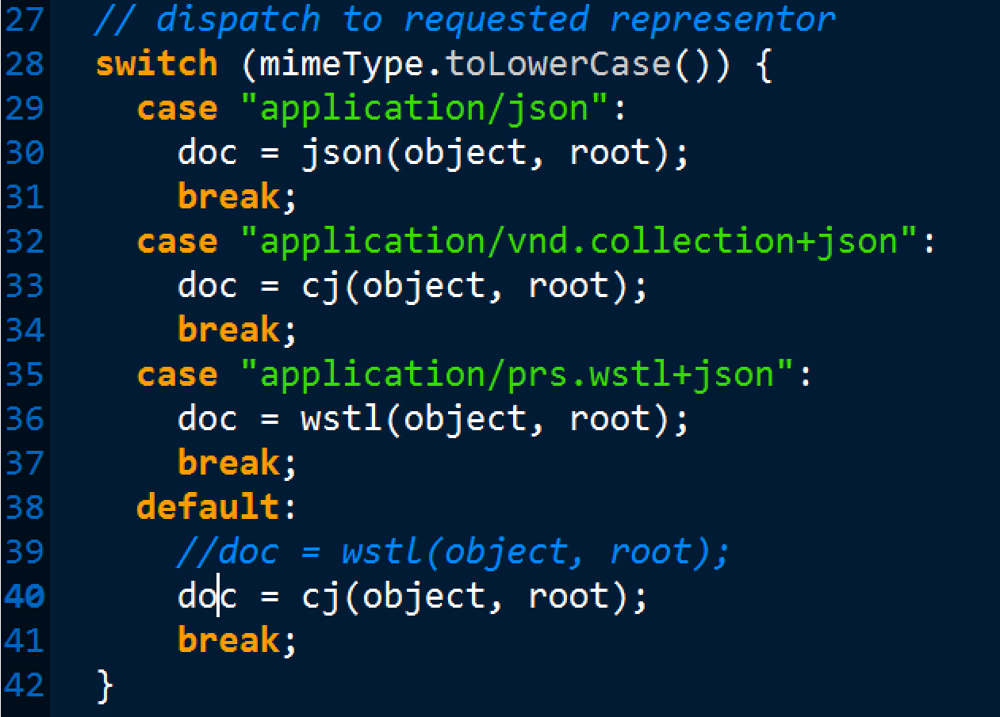 27 // dispatch to requested representor
28 switch (mimeType.toLowerCase()) {
29 case "application/json":
30 doc = json(object, root);
31 break;
32 case "application/vnd.collection+json":
33 doc = cj(object, root);
34 break;
35 case "application/prs.wstl+json":
36 doc = wstl(object, root);
37 break;
38 default:
39 //doc = wstl(object, root);
40 doc = cj(object, root);
41 break;
42 }